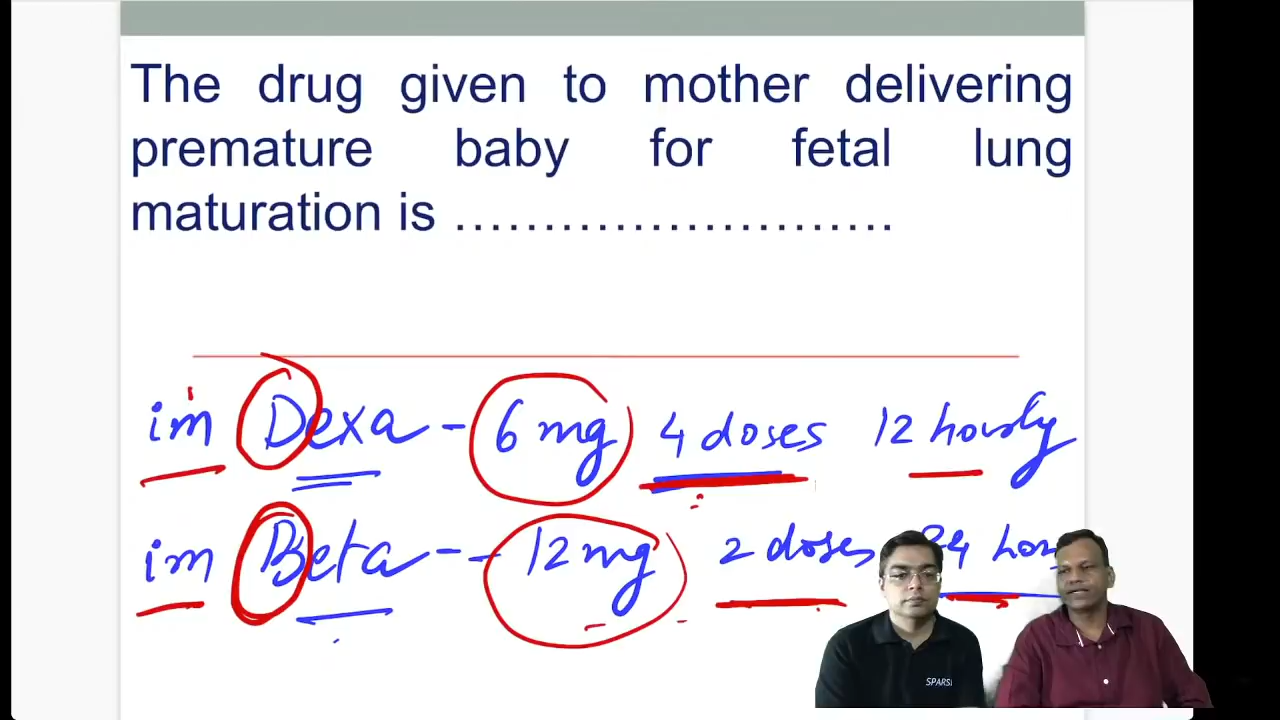 The drug given to mother delivering
premature baby for fetal lung
maturation is ……………………….
im Dexa - 6 mg 4 doses 12 hourly
im Beta - - 12 mg 2 doses 24
SPARSH